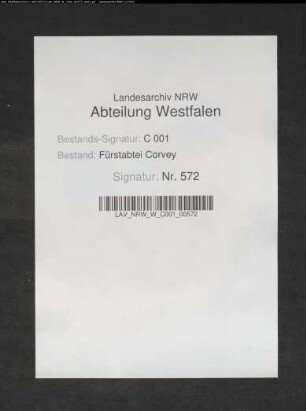 Landesarchiv NRW
Abteilung Westfalen
Bestands-Signatur: C 001
Bestand: Fürstabtei Corvey
Signatur: Nr. 572
LAV_NRW_W_C001_00572